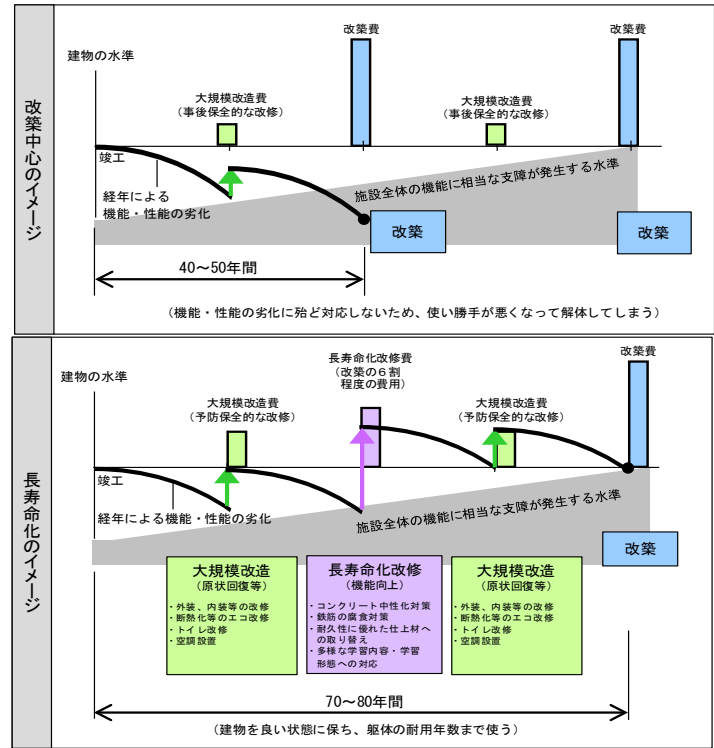 改築中心のイメージ
建物の水準
改築費
改築費
大規模改造費
（事後保全的な改修）
大規模改造費
（事後保全的な改修）
竣工
経年による
機能・性能の劣化
施設全体の機能に相当な支障が発生する水準
改築
改築
40～50年間
（機能・性能の劣化に殆ど対応しないため、使い勝手が悪くなって解体してしまう）
長寿命化のイメージ
建物の水準
長寿命化改修費
（改築の６割
程度の費用）
改築費
大規模改造費
（予防保全的な改修）
大規模改造費
（予防保全的な改修）
竣工
経年による機能・性能の劣化
施設全体の機能に相当な支障が発生する水準
改築
大規模改造
（原状回復等）
・外装、内装等の改修
・断熱化等のエコ改修
・トイレ改修
・空調設置
長寿命化改修
（機能向上）
・コンクリート中性化対策
・鉄筋の腐食対策
・耐久性に優れた仕上材へ
の取り替え
・多様な学習内容・学習
形態への対応
大規模改造
（原状回復等）
・外装、内装等の改修
・断熱化等のエコ改修
・トイレ改修
・空調設置
70～80年間
（建物を良い状態に保ち、躯体の耐用年数まで使う）